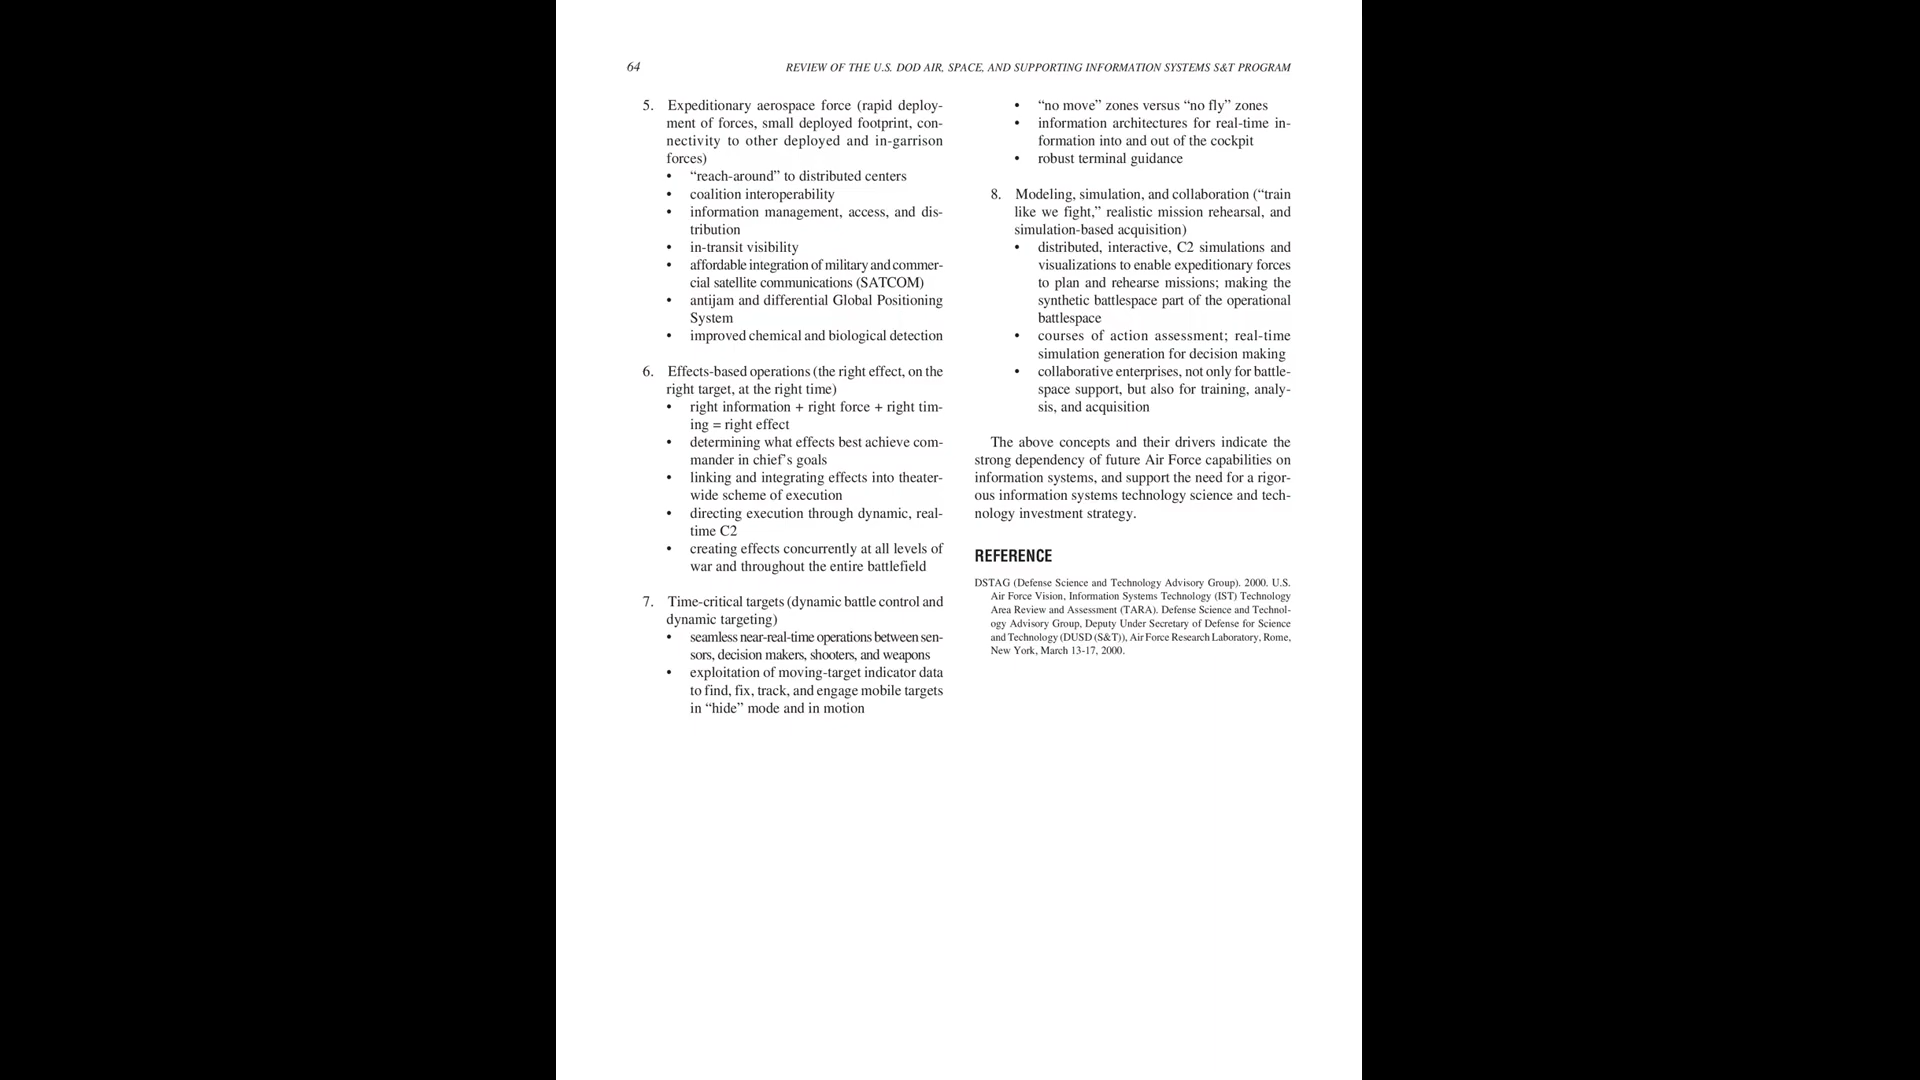 64
REVIEW OF THE U.S. DOD AIR, SPACE, AND SUPPORTING INFORMATION SYSTEMS S&T PROGRAM
5. Expeditionary aerospace force (rapid deploy-
ment of forces, small deployed footprint, con-
nectivity to other deployed and in-garrison
forces)
• “reach-around” to distributed centers
• coalition interoperability
• information management, access, and dis-
tribution
• in-transit visibility
• affordable integration of military and commer-
cial satellite communications (SATCOM)
• antijam and differential Global Positioning
System
• improved chemical and biological detection
6. Effects-based operations (the right effect, on the
right target, at the right time)
• right information + right force + right tim-
ing = right effect
• determining what effects best achieve com-
mander in chief’s goals
• linking and integrating effects into theater-
wide scheme of execution
• directing execution through dynamic, real-
time C2
• creating effects concurrently at all levels of
war and throughout the entire battlefield
7. Time-critical targets (dynamic battle control and
dynamic targeting)
• seamless near-real-time operations between sen-
sors, decision makers, shooters, and weapons
• exploitation of moving-target indicator data
to find, fix, track, and engage mobile targets
in “hide” mode and in motion
• “no move” zones versus “no fly” zones
• information architectures for real-time in-
formation into and out of the cockpit
• robust terminal guidance
8. Modeling, simulation, and collaboration (“train
like we fight,” realistic mission rehearsal, and
simulation-based acquisition)
• distributed, interactive, C2 simulations and
visualizations to enable expeditionary forces
to plan and rehearse missions; making the
synthetic battlespace part of the operational
battlespace
• courses of action assessment; real-time
simulation generation for decision making
• collaborative enterprises, not only for battle-
space support, but also for training, analy-
sis, and acquisition
The above concepts and their drivers indicate the
strong dependency of future Air Force capabilities on
information systems, and support the need for a rigor-
ous information systems technology science and tech-
nology investment strategy.
REFERENCE
DSTAG (Defense Science and Technology Advisory Group). 2000. U.S.
Air Force Vision, Information Systems Technology (IST) Technology
Area Review and Assessment (TARA). Defense Science and Technol-
ogy Advisory Group, Deputy Under Secretary of Defense for Science
and Technology (DUSD (S&T)), Air Force Research Laboratory, Rome,
New York, March 13-17, 2000.